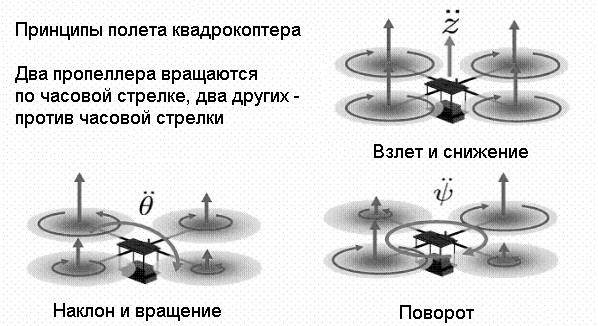 Принципы полета квадрокоптера
Два пропеллера вращаются
по часовой стрелке, два других -
против часовой стрелки
z̈
Взлет и снижение
θ̈
ψ̈
Наклон и вращение
Поворот